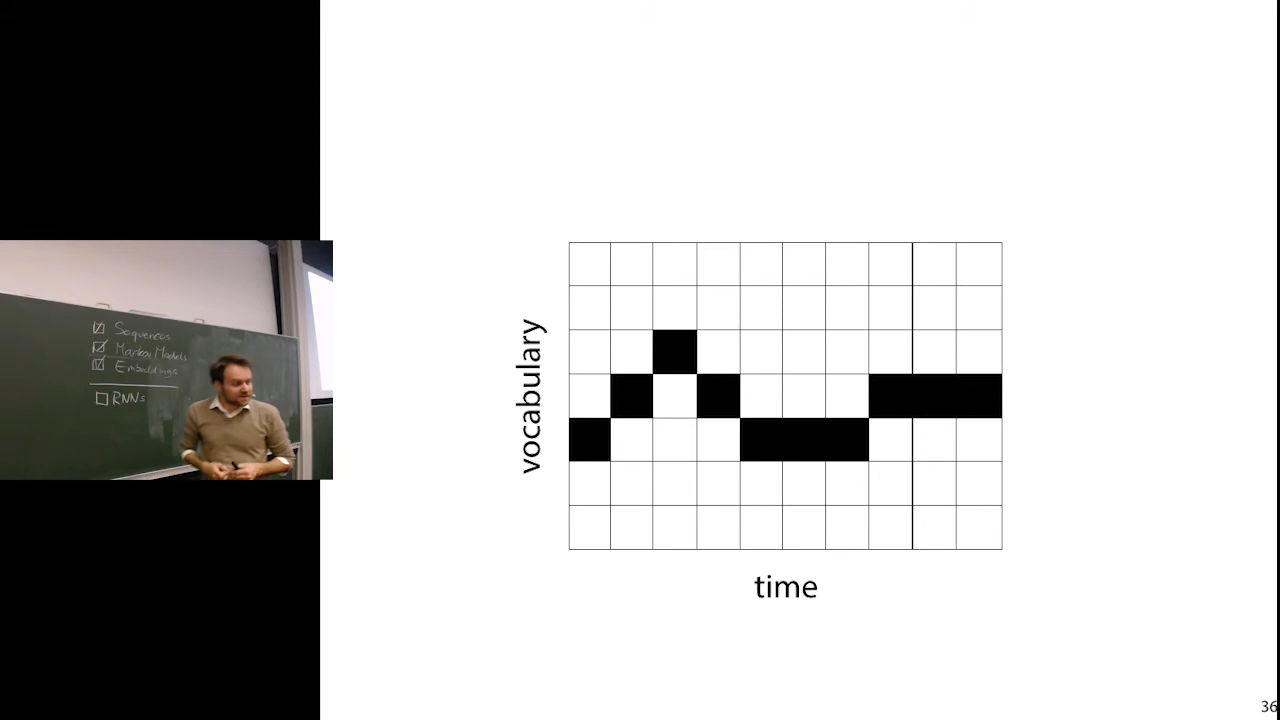 Sequences
Markov Models
Embeddings
RNNs
vocabulary
time
36